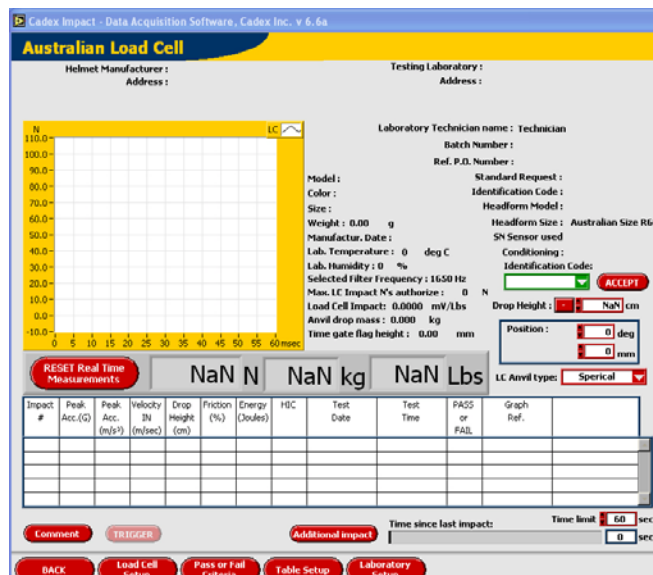 Cadex Impact - Data Acquisition Software, Cadex Inc. v 6.6a
Australian Load Cell
Helmet Manufacturer :
Address :
Testing Laboratory :
Address :
N
LC
110.0
100.0
90.0
80.0
70.0
60.0
50.0
40.0
30.0
20.0
10.0
0.0
-10.0
0 5 10 15 20 25 30 35 40 45 50 55 60 msec
Laboratory Technician name : Technician
Batch Number :
Ref. P.O. Number :
Model :
Color :
Size :
Weight : 0.00 g
Manufactur. Date :
Lab. Temperature : 0 deg C
Lab. Humidity : 0 %
Selected Filter Frequency : 1650 Hz
Max. LC Impact N's authorize : 0 N
Load Cell Impact: 0.0000 mV/Lbs
Anvil drop mass : 0.000 kg
Time gate flag height : 0.00 mm
Standard Request :
Identification Code :
Headform Model :
Headform Size : Australian Size R6
SN Sensor used
Conditioning :
Identification Code:
ACCEPT
Drop Height : - NaN cm
Position : 0 deg
0 mm
LC Anvil type: Sperical
RESET Real Time
Measurements
NaN N NaN kg NaN Lbs
Impact # Peak Acc.(G) Peak Acc. (m/s²) Velocity IN (m/sec) Drop Height (cm) Friction (%) Energy (Joules) HIC Test Date Test Time PASS or FAIL Graph Ref.
Comment
TRIGGER
Additional impact
Time since last impact:
Time limit 60 sec
0 sec
BACK
Load Cell
Setup
Pass or Fail
Criteria
Table Setup
Laboratory
Setup